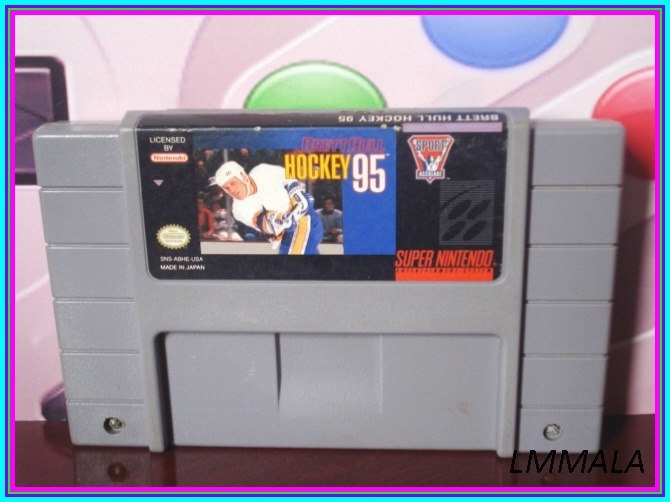 BRETT HULL HOCKEY 95
LICENSED
BY
Nintendo
BRETT HULL
HOCKEY 95
SPORT
ACCOLADE
SNS-ABHE-USA
MADE IN JAPAN
SUPER NINTENDO
ENTERTAINMENT SYSTEM
LMMALA